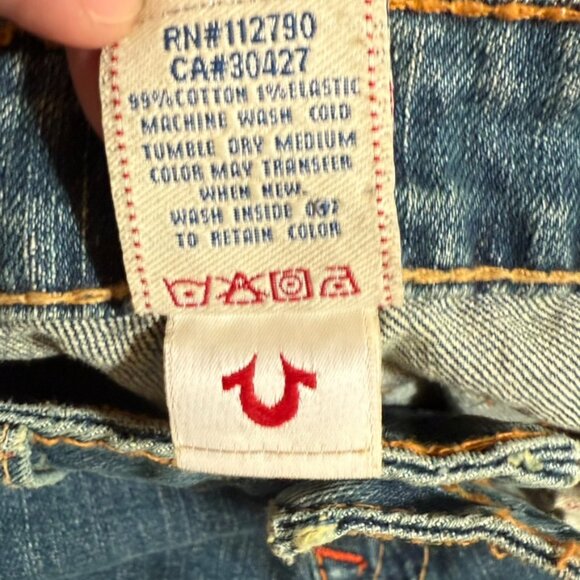 RN#112790
CA#30427
99%COTTON 1%ELASTIC
MACHINE WASH COLD
TUMBLE DRY MEDIUM
COLOR MAY TRANSFER
WHEN NEW.
WASH INSIDE OUT
TO RETAIN COLOR